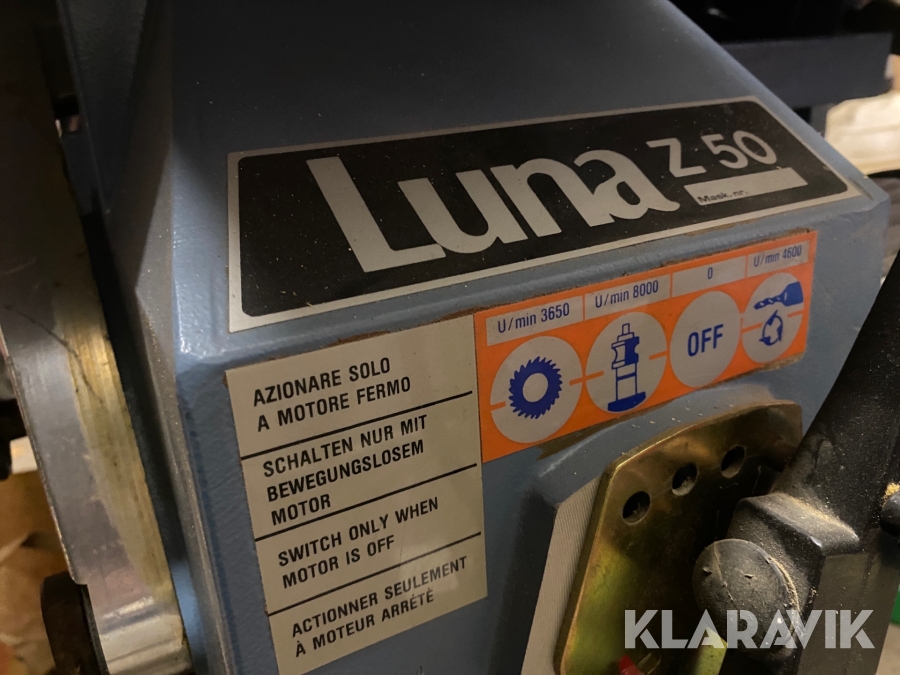 Luna Z 50
Mask. nr.
U/min 3650
U/min 8000
0
U/min 4600
OFF
AZIONARE SOLO
A MOTORE FERMO
SCHALTEN NUR MIT
BEWEGUNGSLOSEM
MOTOR
SWITCH ONLY WHEN
MOTOR IS OFF
ACTIONNER SEULEMENT
À MOTEUR ARRÉTÈ
KLARAVIK